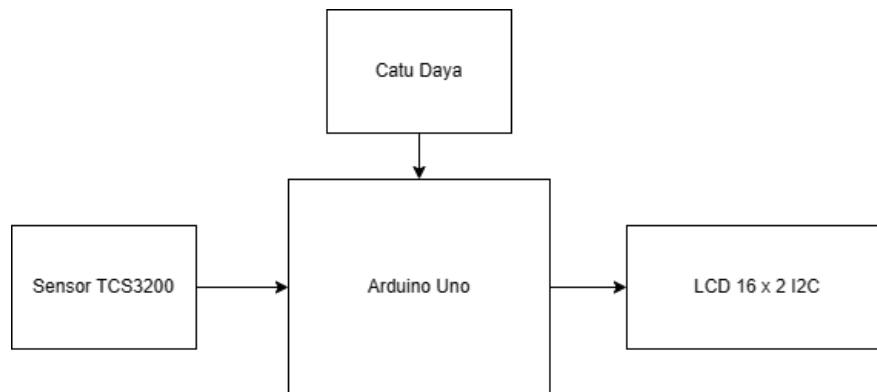 Catu Daya
Sensor TCS3200
Arduino Uno
LCD 16 x 2 I2C